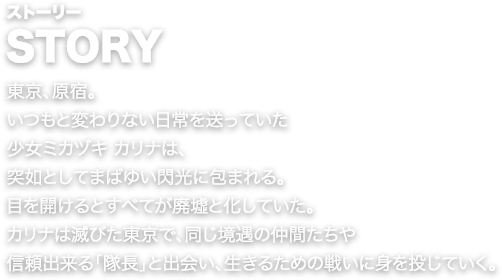 ストーリー
STORY
東京、原宿。
いつもと変わりない日常を送っていた
少女ミカツキ カリナは、
突如としてまばゆい閃光に包まれる。
目を開けるとすべてが廃墟と化していた。
カリナは滅びた東京で、同じ境遇の仲間たちや
信頼出来る「隊長」と出会い、生きるための戦いに身を投じていく。